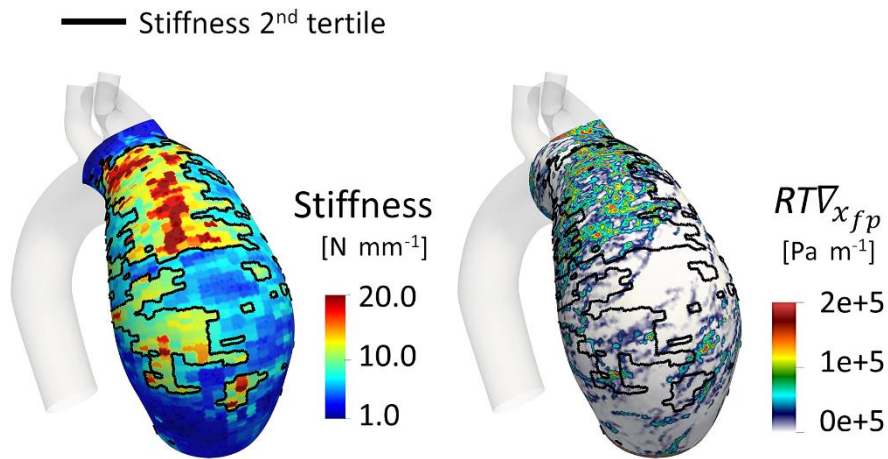 Stiffness 2ⁿᵈ tertile
Stiffness
[N mm⁻¹]
20.0
10.0
1.0
RT∇x_fp
[Pa m⁻¹]
2e+5
1e+5
0e+5